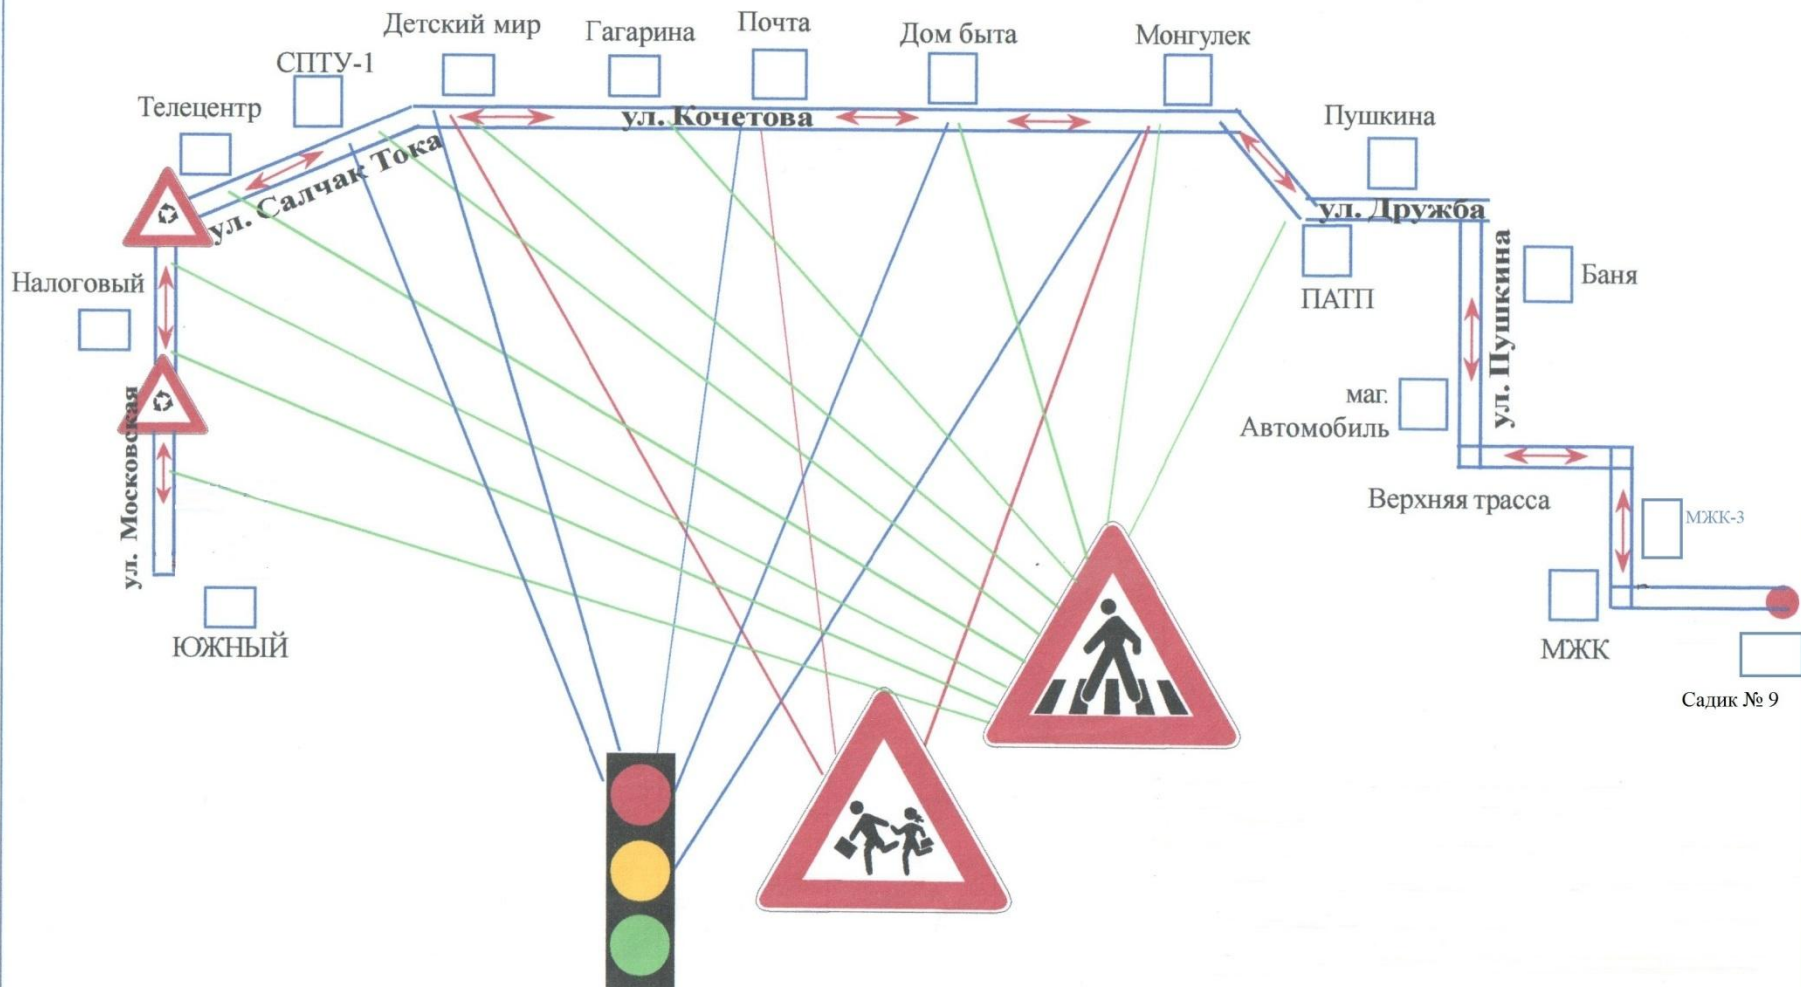 Детский мир
Гагарина
Почта
Дом быта
Монгулек
СПТУ-1
Телецентр
ул. Кочетова
Пушкина
ул. Салчак Тока
ул. Дружба
Налоговый
ПАТП
Баня
ул. Пушкина
ул. Московская
маг.
Автомобиль
Верхняя трасса
МЖК-3
ЮЖНЫЙ
МЖК
Садик № 9